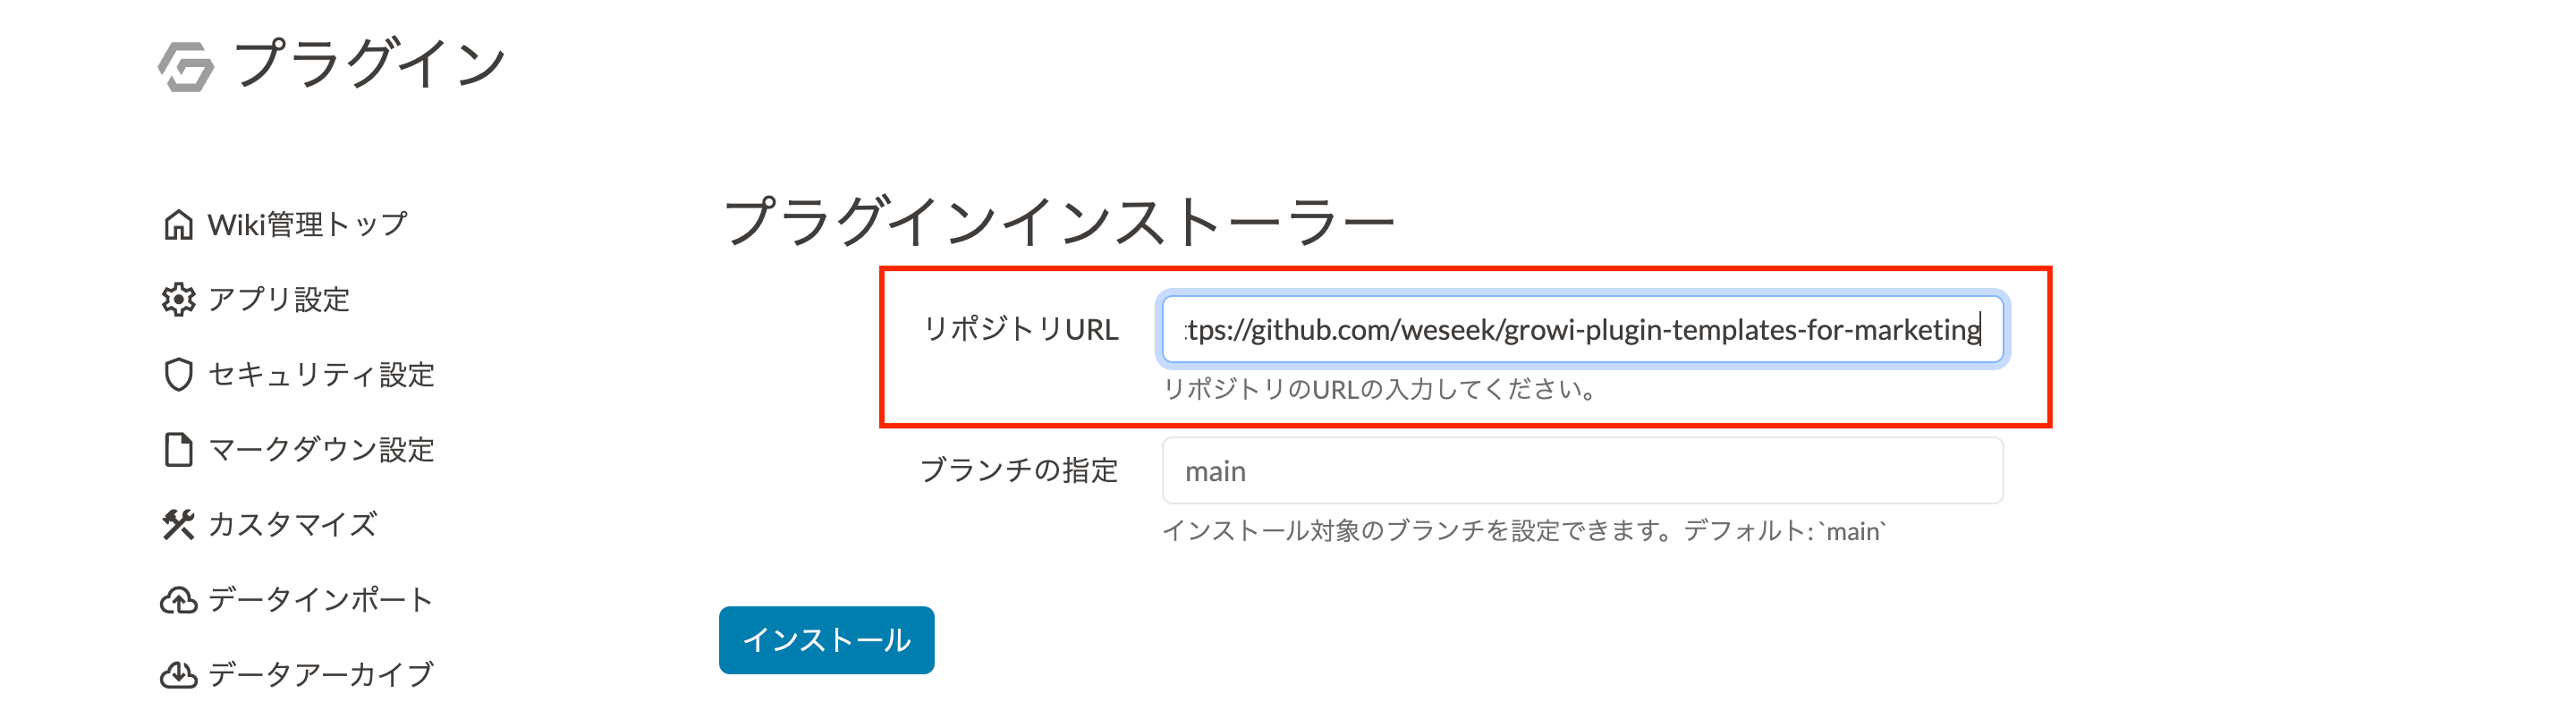 プラグイン
Wiki管理トップ
アプリ設定
セキュリティ設定
マークダウン設定
カスタマイズ
データインポート
データアーカイブ
プラグインインストーラー
リポジトリURL
ttps://github.com/weseek/growi-plugin-templates-for-marketing
リポジトリのURLの入力してください。
ブランチの指定
main
インストール対象のブランチを設定できます。デフォルト: `main`
インストール